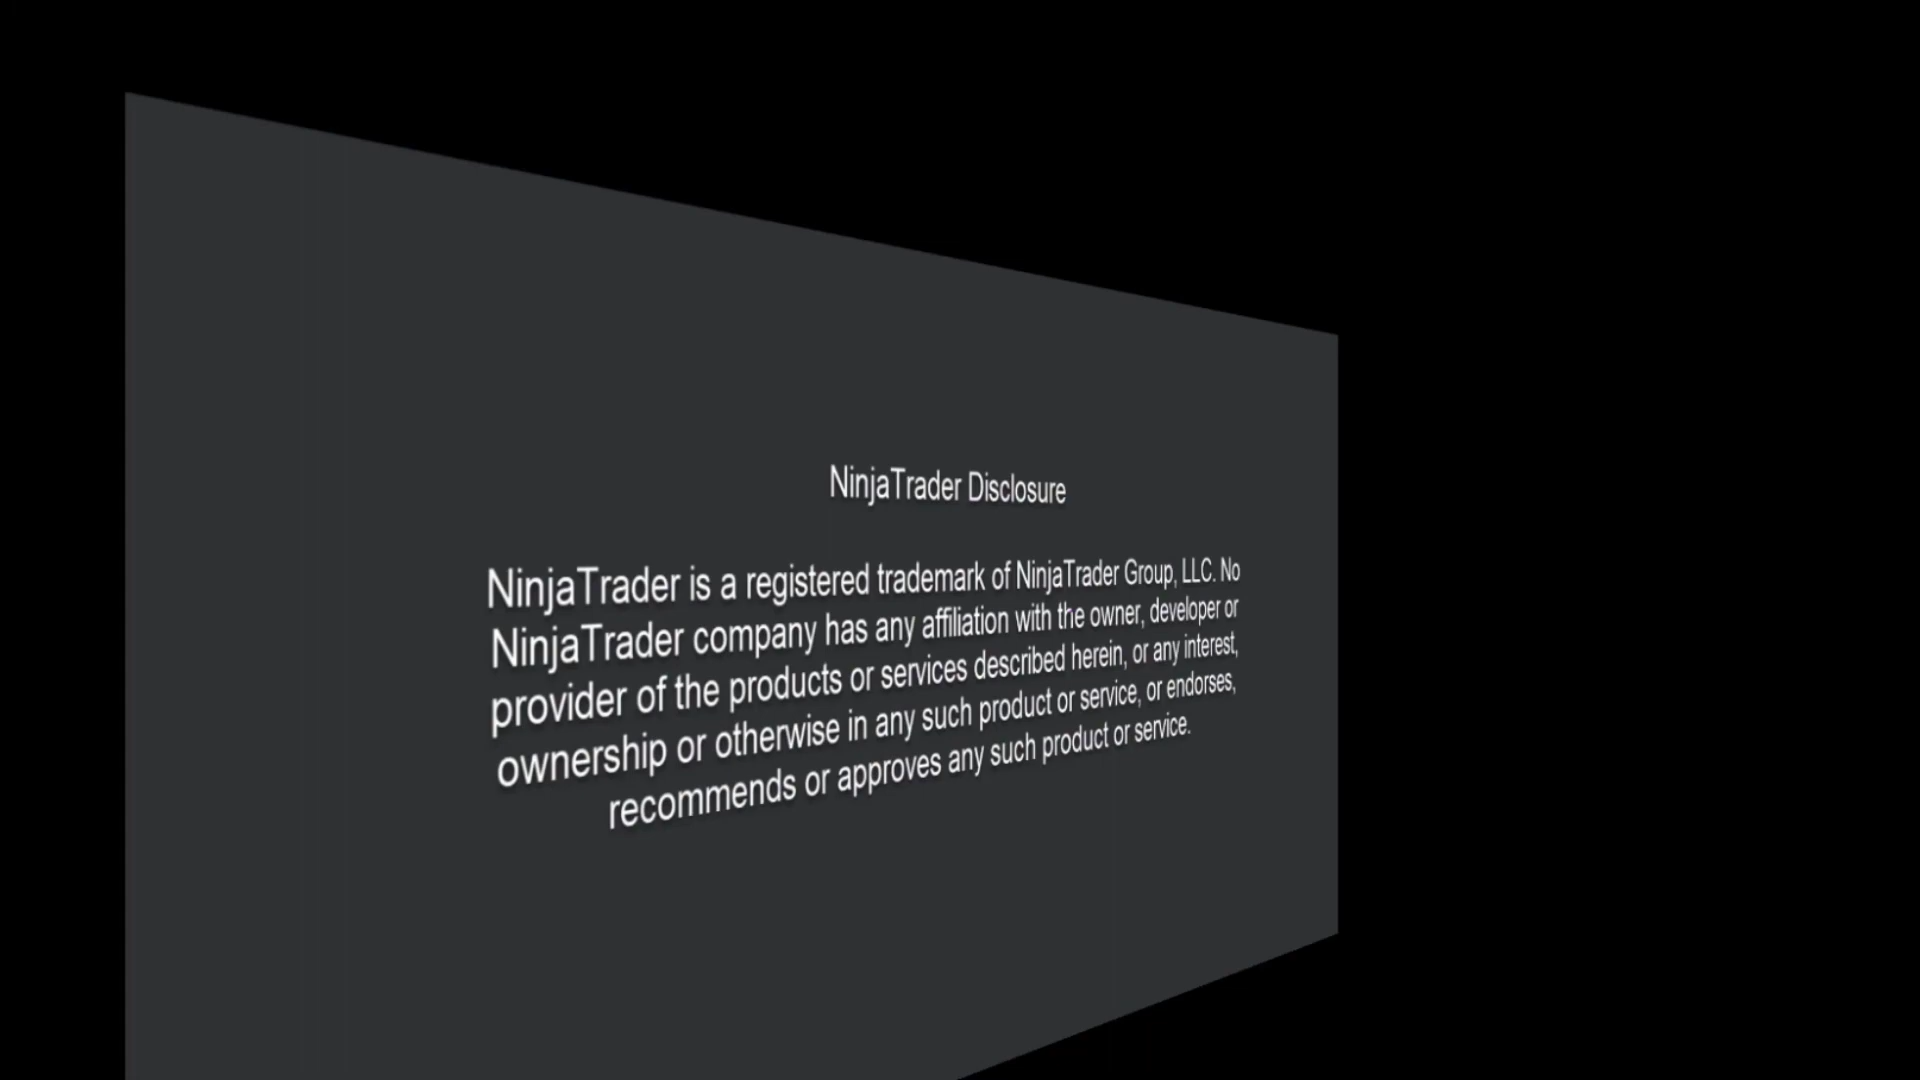 NinjaTrader Disclosure
NinjaTrader is a registered trademark of NinjaTrader Group, LLC. No
NinjaTrader company has any affiliation with the owner, developer or
provider of the products or services described herein, or any interest,
ownership or otherwise in any such product or service, or endorses,
recommends or approves any such product or service.